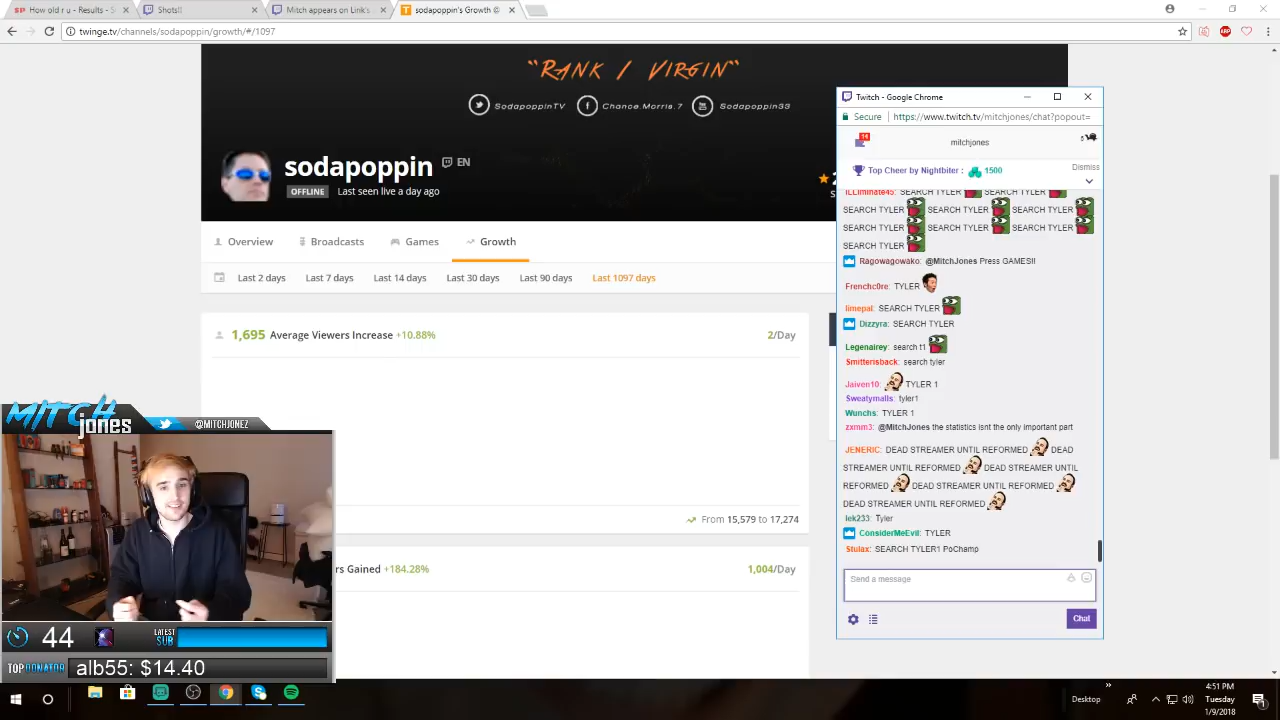 How old r u - Results - S
Shots!!
Mitch appears on Link's
sodapoppin's Growth @
twinge.tv/channels/sodapoppin/growth/#/1097
"RANK 1 VIRGIN"
SodapoppinTV
Chance.Morris.7
Sodapoppin33
sodapoppin EN
OFFLINE Last seen live a day ago
Overview Broadcasts Games Growth
Last 2 days Last 7 days Last 14 days Last 30 days Last 90 days Last 1097 days
1,695 Average Viewers Increase +10.88% 2/Day
From 15,579 to 17,274
rs Gained +184.28% 1,004/Day
Twitch - Google Chrome
Secure https://www.twitch.tv/mitchjones/chat?popout=
14
mitchjones
Top Cheer by Nightbiter : 1500
Dismiss
iLLiminate45: SEARCH TYLER SEARCH TYLER
SEARCH TYLER SEARCH TYLER SEARCH TYLER
SEARCH TYLER SEARCH TYLER SEARCH TYLER
SEARCH TYLER
Ragowagowako: @MitchJones Press GAMES!!
Frenchc0re: TYLER
limepal: SEARCH TYLER
Dizzyra: SEARCH TYLER
Legenairey: search t1
Smitterisback: search tyler
Jaiven10: TYLER 1
Sweatymalls: tyler1
Wunchs: TYLER 1
zxmm3: @MitchJones the statistics isnt the only important part
JENERIC: DEAD STREAMER UNTIL REFORMED DEAD
STREAMER UNTIL REFORMED DEAD STREAMER UNTIL
REFORMED DEAD STREAMER UNTIL REFORMED
DEAD STREAMER UNTIL REFORMED
lek233: Tyler
ConsiderMeEvil: TYLER
Stulax: SEARCH TYLER1 PoChamp
Send a message
Chat
MITCH
jones
@MITCHJONEZ
44
LATEST
SUB
TOP DONATOR alb55: $14.40
Desktop
4:51 PM
Tuesday
1/9/2018